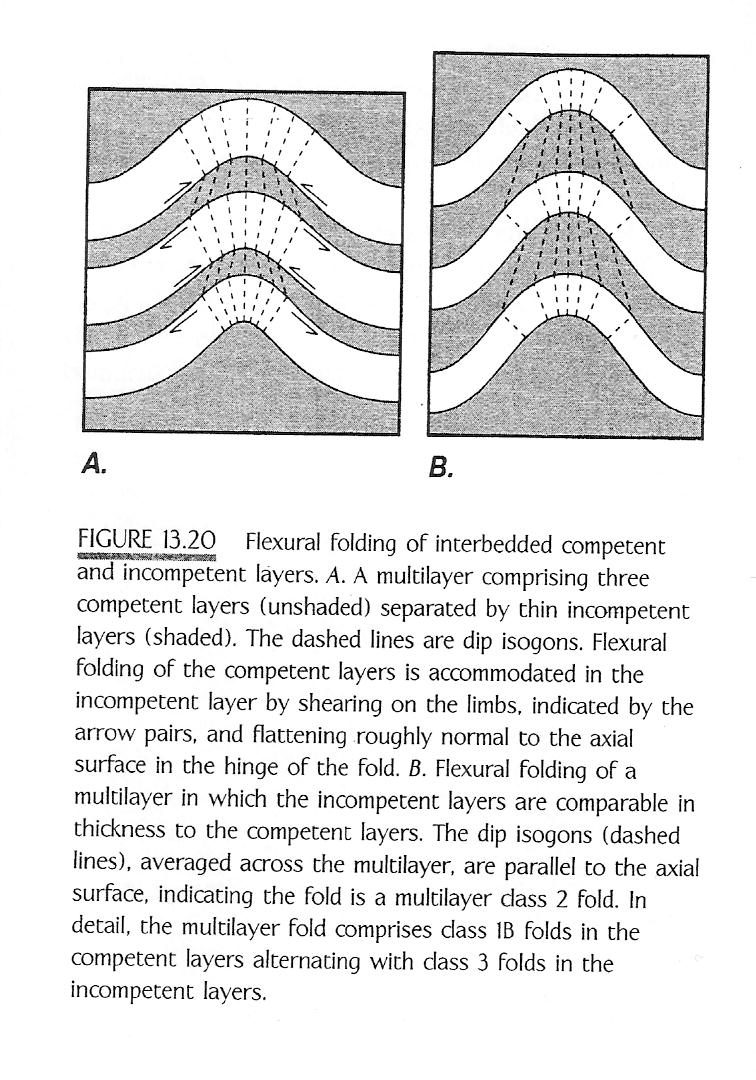 A.
B.
FIGURE 13.20 Flexural folding of interbedded competent
and incompetent layers. A. A multilayer comprising three
competent layers (unshaded) separated by thin incompetent
layers (shaded). The dashed lines are dip isogons. Flexural
folding of the competent layers is accommodated in the
incompetent layer by shearing on the limbs, indicated by the
arrow pairs, and flattening roughly normal to the axial
surface in the hinge of the fold. B. Flexural folding of a
multilayer in which the incompetent layers are comparable in
thickness to the competent layers. The dip isogons (dashed
lines), averaged across the multilayer, are parallel to the axial
surface, indicating the fold is a multilayer class 2 fold. In
detail, the multilayer fold comprises class 1B folds in the
competent layers alternating with class 3 folds in the
incompetent layers.